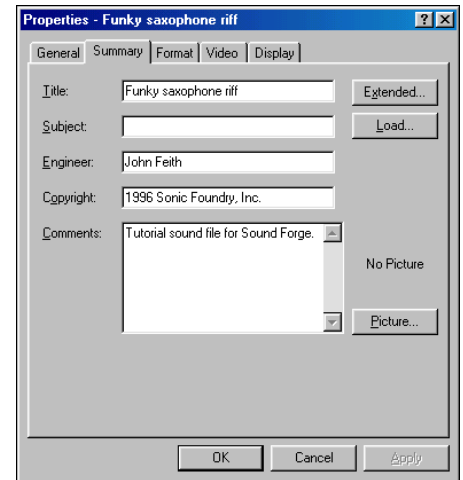 Properties - Funky saxophone riff
General Summary Format Video Display
Title: Funky saxophone riff Extended...
Subject: Load...
Engineer: John Feith
Copyright: 1996 Sonic Foundry, Inc.
Comments: Tutorial sound file for Sound Forge.
No Picture
Picture...
OK Cancel Apply